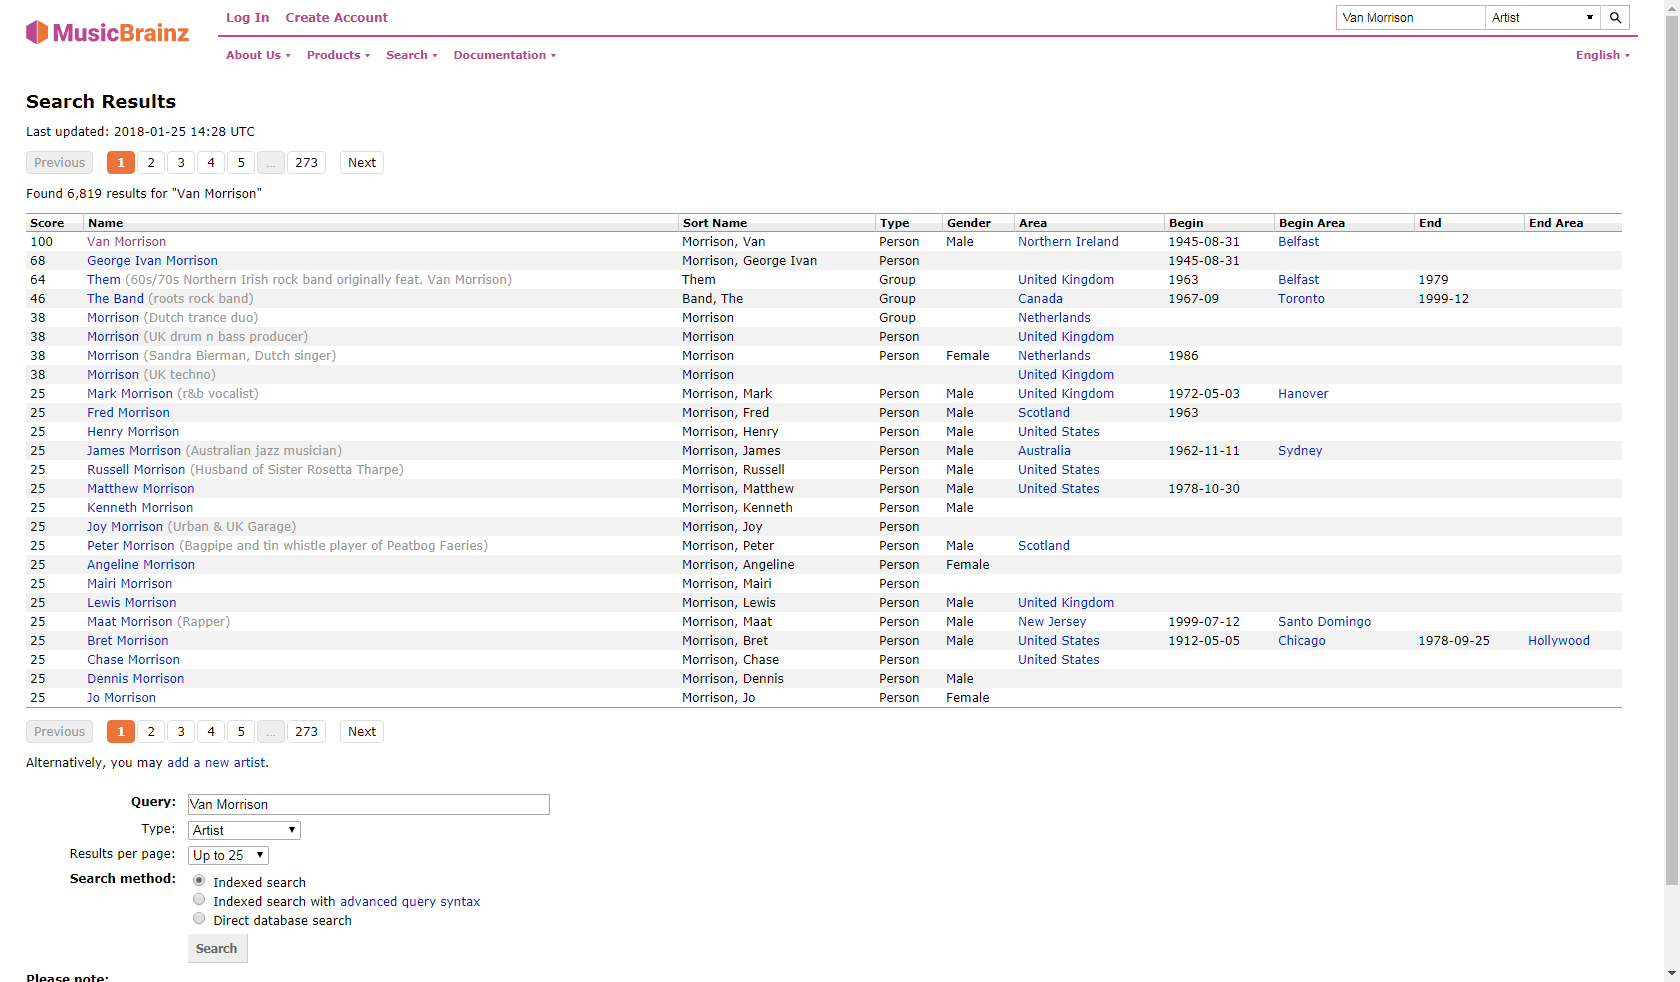 MusicBrainz
Log In Create Account
Van Morrison Artist
About Us Products Search Documentation English
Search Results
Last updated: 2018-01-25 14:28 UTC
Previous 1 2 3 4 5 ... 273 Next
Found 6,819 results for "Van Morrison"
Score Name Sort Name Type Gender Area Begin Begin Area End End Area
100 Van Morrison Morrison, Van Person Male Northern Ireland 1945-08-31 Belfast
68 George Ivan Morrison Morrison, George Ivan Person 1945-08-31
64 Them (60s/70s Northern Irish rock band originally feat. Van Morrison) Them Group United Kingdom 1963 Belfast 1979
46 The Band (roots rock band) Band, The Group Canada 1967-09 Toronto 1999-12
38 Morrison (Dutch trance duo) Morrison Group Netherlands
38 Morrison (UK drum n bass producer) Morrison Person United Kingdom
38 Morrison (Sandra Bierman, Dutch singer) Morrison Person Female Netherlands 1986
38 Morrison (UK techno) Morrison United Kingdom
25 Mark Morrison (r&b vocalist) Morrison, Mark Person Male United Kingdom 1972-05-03 Hanover
25 Fred Morrison Morrison, Fred Person Male Scotland 1963
25 Henry Morrison Morrison, Henry Person Male United States
25 James Morrison (Australian jazz musician) Morrison, James Person Male Australia 1962-11-11 Sydney
25 Russell Morrison (Husband of Sister Rosetta Tharpe) Morrison, Russell Person Male United States
25 Matthew Morrison Morrison, Matthew Person Male United States 1978-10-30
25 Kenneth Morrison Morrison, Kenneth Person Male
25 Joy Morrison (Urban & UK Garage) Morrison, Joy Person
25 Peter Morrison (Bagpipe and tin whistle player of Peatbog Faeries) Morrison, Peter Person Male Scotland
25 Angeline Morrison Morrison, Angeline Person Female
25 Mairi Morrison Morrison, Mairi Person
25 Lewis Morrison Morrison, Lewis Person Male United Kingdom
25 Maat Morrison (Rapper) Morrison, Maat Person Male New Jersey 1999-07-12 Santo Domingo
25 Bret Morrison Morrison, Bret Person Male United States 1912-05-05 Chicago 1978-09-25 Hollywood
25 Chase Morrison Morrison, Chase Person United States
25 Dennis Morrison Morrison, Dennis Person Male
25 Jo Morrison Morrison, Jo Person Female
Previous 1 2 3 4 5 ... 273 Next
Alternatively, you may add a new artist.
Query: Van Morrison
Type: Artist
Results per page: Up to 25
Search method: Indexed search
Indexed search with advanced query syntax
Direct database search
Search
Please note: